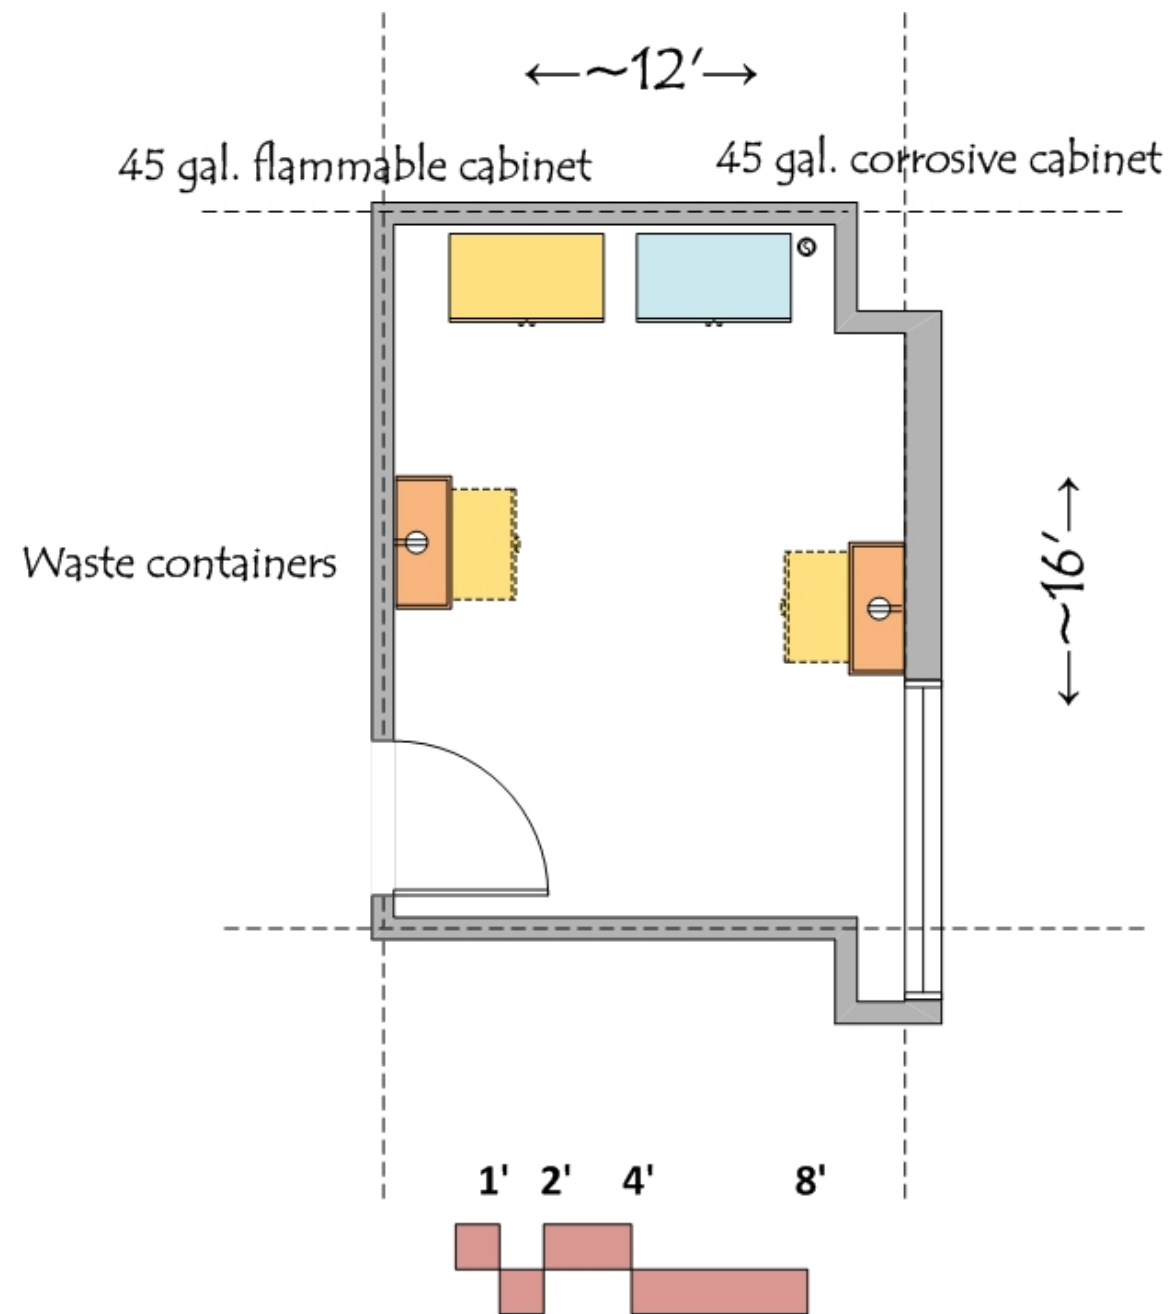 ←~12'→
45 gal. flammable cabinet
45 gal. corrosive cabinet
Waste containers
←~16'→
1' 2' 4' 8'